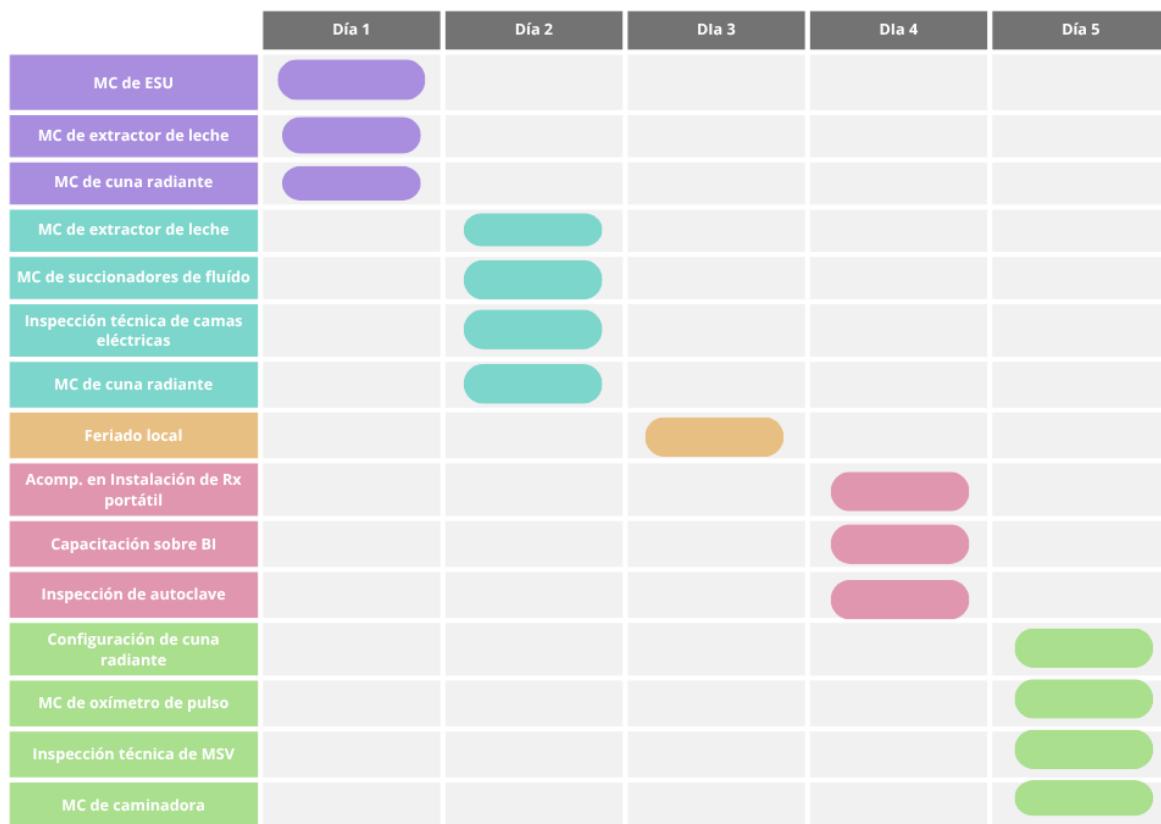 Día 1
Día 2
DIa 3
DIa 4
Día 5
MC de ESU
MC de extractor de leche
MC de cuna radiante
MC de extractor de leche
MC de succionadores de fluído
Inspección técnica de camas
eléctricas
MC de cuna radiante
Feriado local
Acomp. en Instalación de Rx
portátil
Capacitación sobre BI
Inspección de autoclave
Configuración de cuna
radiante
MC de oxímetro de pulso
Inspección técnica de MSV
MC de caminadora